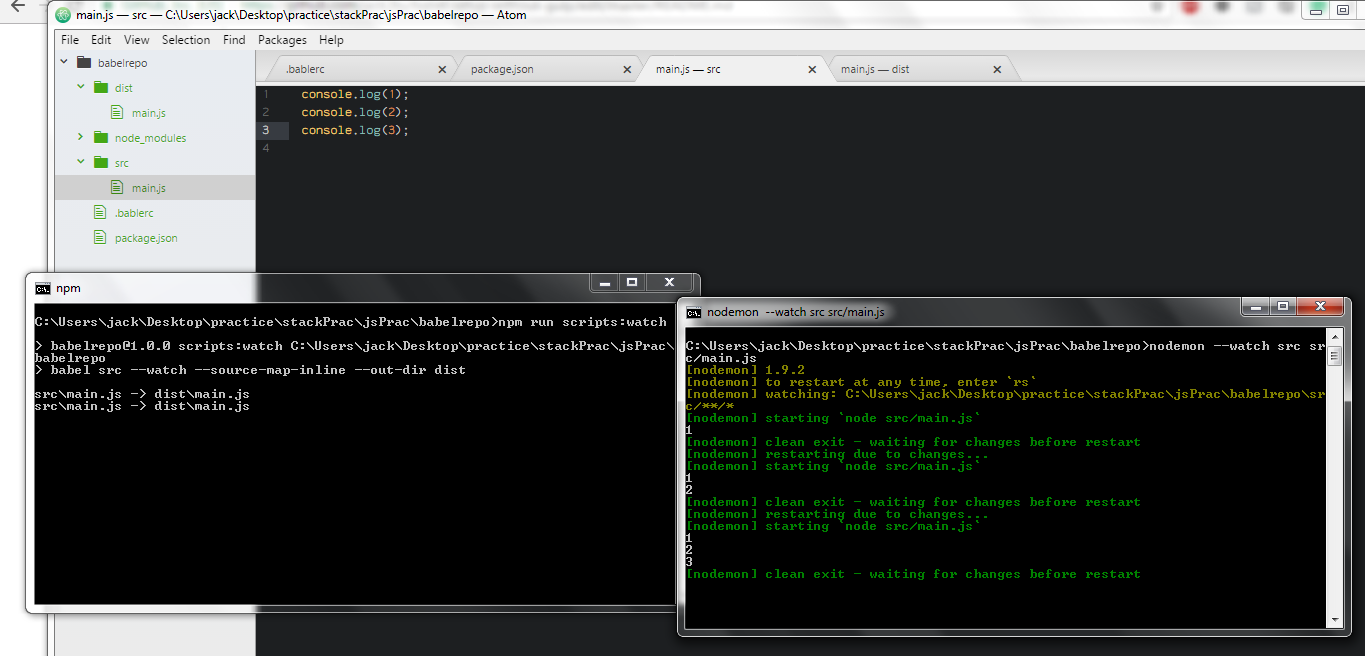 main.js — src — C:\Users\jack\Desktop\practice\stackPrac\jsPrac\babelrepo — Atom
File Edit View Selection Find Packages Help
babelrepo
dist
main.js
node_modules
src
main.js
.bablerc
package.json
.bablerc
package.json
main.js — src
main.js — dist
1 console.log(1);
2 console.log(2);
3 console.log(3);
4
npm
C:\Users\jack\Desktop\practice\stackPrac\jsPrac\babelrepo>npm run scripts:watch
> babelrepo@1.0.0 scripts:watch C:\Users\jack\Desktop\practice\stackPrac\jsPrac\
babelrepo
> babel src --watch --source-map-inline --out-dir dist
src\main.js -> dist\main.js
src\main.js -> dist\main.js
nodemon --watch src src/main.js
C:\Users\jack\Desktop\practice\stackPrac\jsPrac\babelrepo>nodemon --watch src sr
c/main.js
[nodemon] 1.9.2
[nodemon] to restart at any time, enter `rs`
[nodemon] watching: C:\Users\jack\Desktop\practice\stackPrac\jsPrac\babelrepo\sr
c/**/*
[nodemon] starting `node src/main.js`
1
[nodemon] clean exit - waiting for changes before restart
[nodemon] restarting due to changes...
[nodemon] starting `node src/main.js`
1
2
[nodemon] clean exit - waiting for changes before restart
[nodemon] restarting due to changes...
[nodemon] starting `node src/main.js`
1
2
3
[nodemon] clean exit - waiting for changes before restart